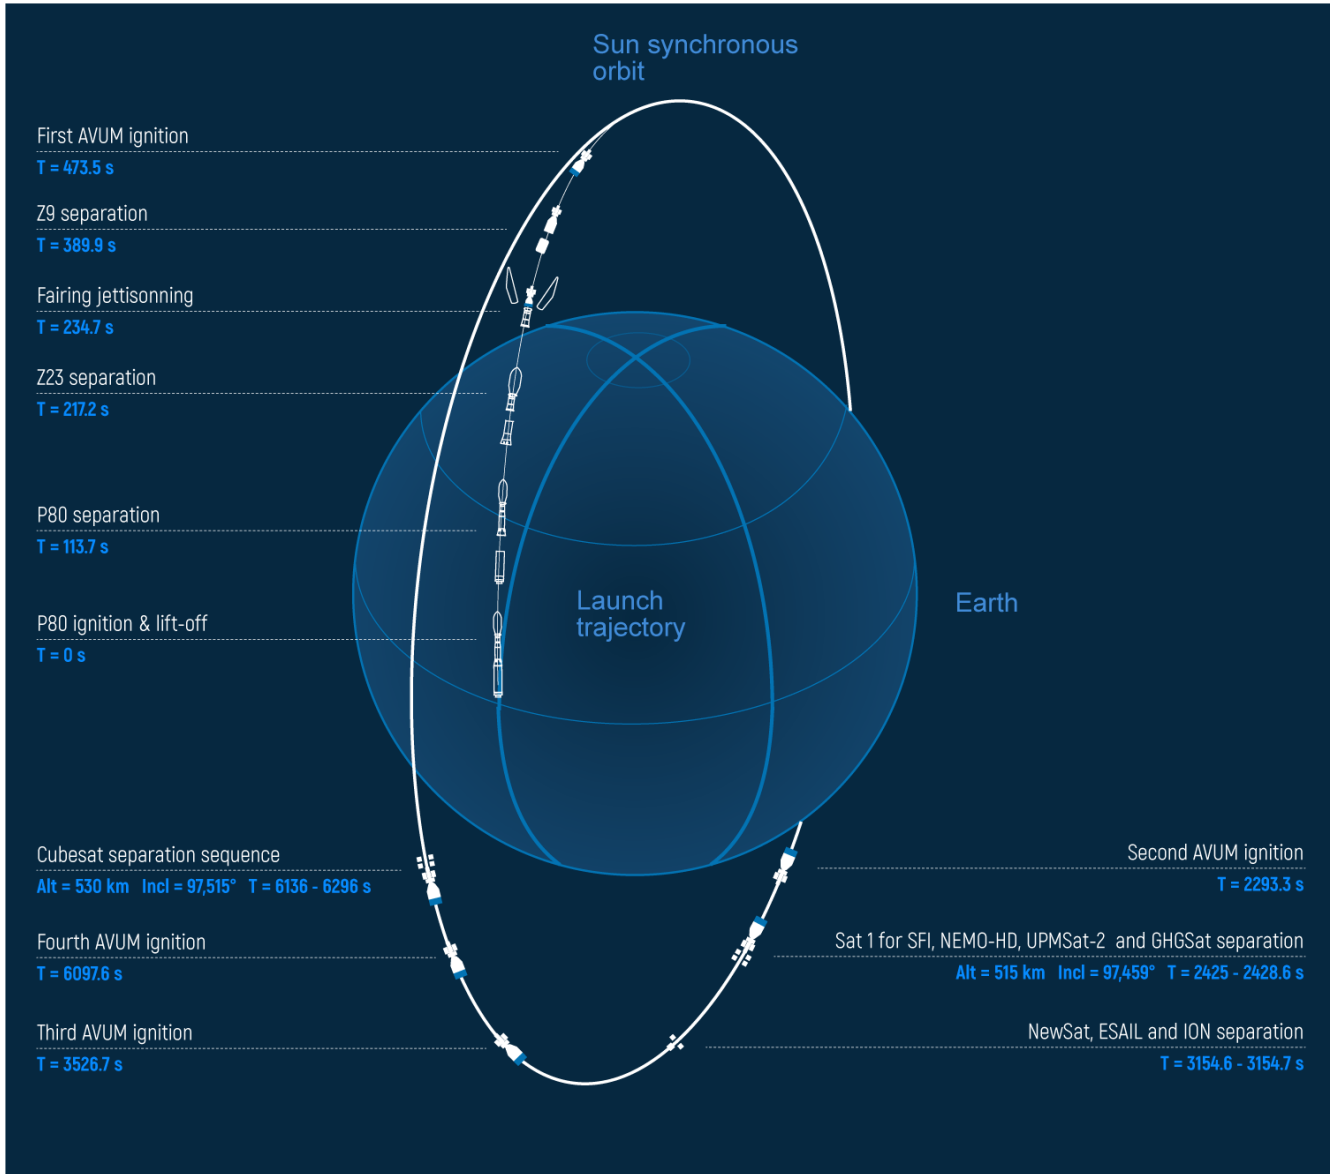 Sun synchronous
orbit
First AVUM ignition
T = 473.5 s
Z9 separation
T = 389.9 s
Fairing jettisonning
T = 234.7 s
Z23 separation
T = 217.2 s
P80 separation
T = 113.7 s
P80 ignition & lift-off
T = 0 s
Launch
trajectory
Earth
Cubesat separation sequence
Alt = 530 km Incl = 97,515° T = 6136 - 6296 s
Fourth AVUM ignition
T = 6097.6 s
Third AVUM ignition
T = 3526.7 s
Second AVUM ignition
T = 2293.3 s
Sat 1 for SFI, NEMO-HD, UPMSat-2 and GHGSat separation
Alt = 515 km Incl = 97,459° T = 2425 - 2428.6 s
NewSat, ESAIL and ION separation
T = 3154.6 - 3154.7 s